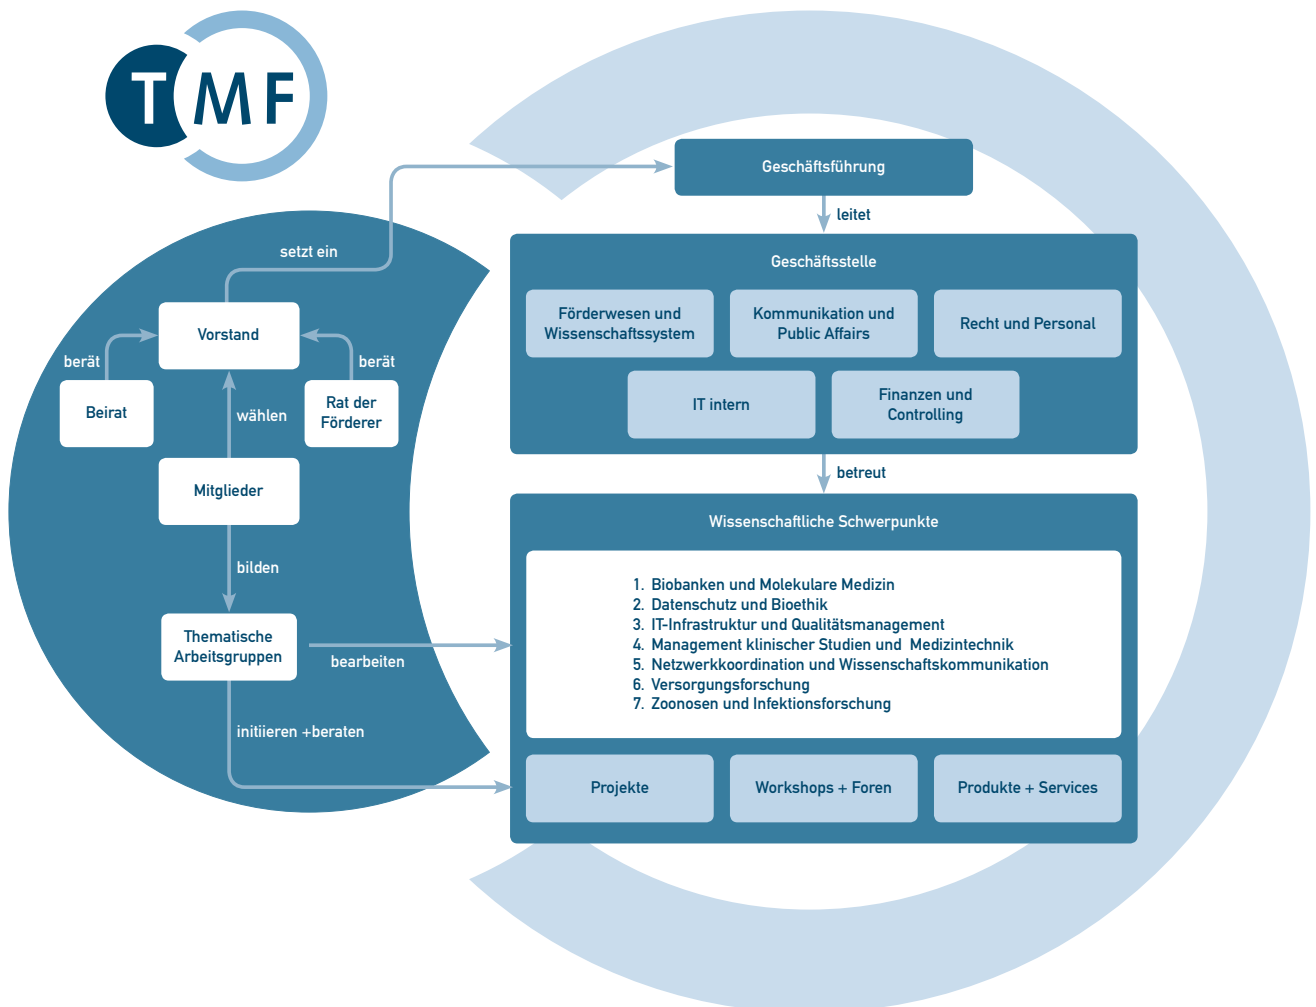 TMF
Geschäftsführung
leitet
setzt ein
Geschäftsstelle
Förderwesen und
Wissenschaftssystem
Kommunikation und
Public Affairs
Recht und Personal
IT intern
Finanzen und
Controlling
Vorstand
berät
berät
Beirat
wählen
Rat der
Förderer
Mitglieder
betreut
bilden
Wissenschaftliche Schwerpunkte
1. Biobanken und Molekulare Medizin
2. Datenschutz und Bioethik
3. IT-Infrastruktur und Qualitätsmanagement
4. Management klinischer Studien und Medizintechnik
5. Netzwerkkoordination und Wissenschaftskommunikation
6. Versorgungsforschung
7. Zoonosen und Infektionsforschung
Thematische
Arbeitsgruppen
bearbeiten
initiieren +beraten
Projekte
Workshops + Foren
Produkte + Services